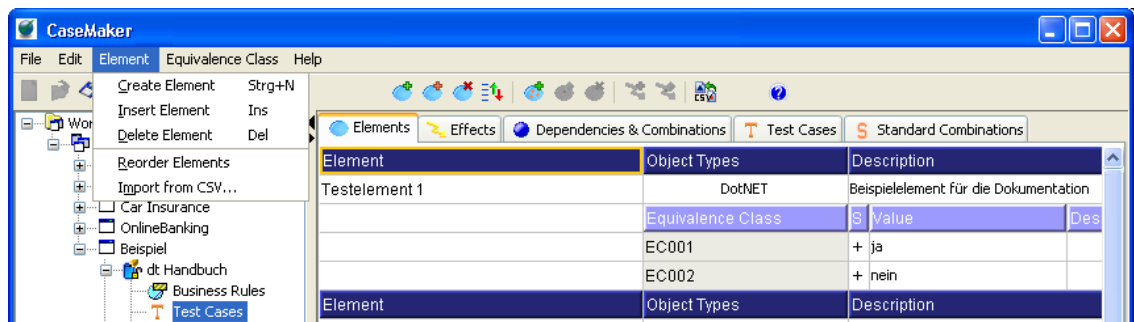 CaseMaker
File Edit Element Equivalence Class Help
Create Element Strg+N
Insert Element Ins
Delete Element Del
Reorder Elements
Import from CSV...
CSV
Wor
Car Insurance
OnlineBanking
Beispiel
dt Handbuch
Business Rules
T Test Cases
Elements Effects Dependencies & Combinations T Test Cases S Standard Combinations
Element Object Types Description
Testelement 1 DotNET Beispielelement für die Dokumentation
Equivalence Class S Value Des
EC001 + ja
EC002 + nein
Element Object Types Description